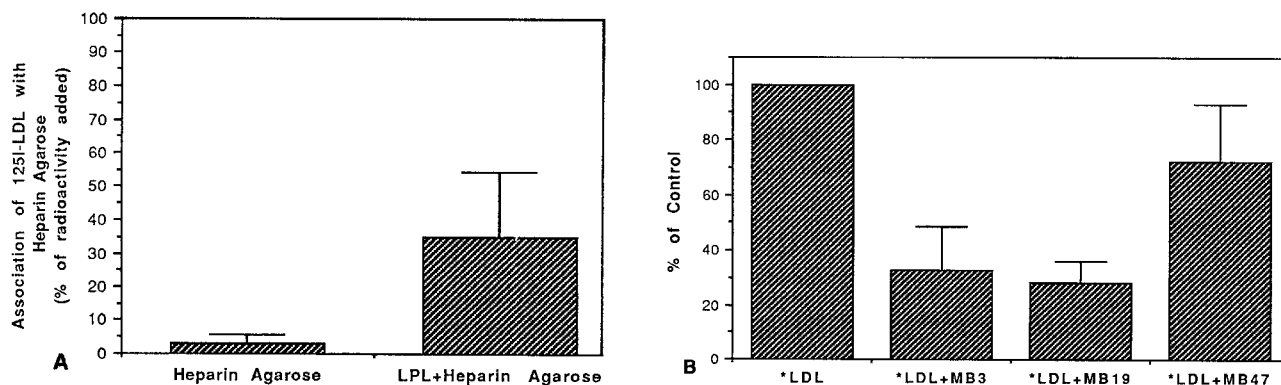 Association of 125I-LDL with
Heparin Agarose
(% of radioactivity added)
100
90
80
70
60
50
40
30
20
10
0
A
Heparin Agarose
LPL+Heparin Agarose
% of Control
100
80
60
40
20
0
B
*LDL
*LDL+MB3
*LDL+MB19
*LDL+MB47